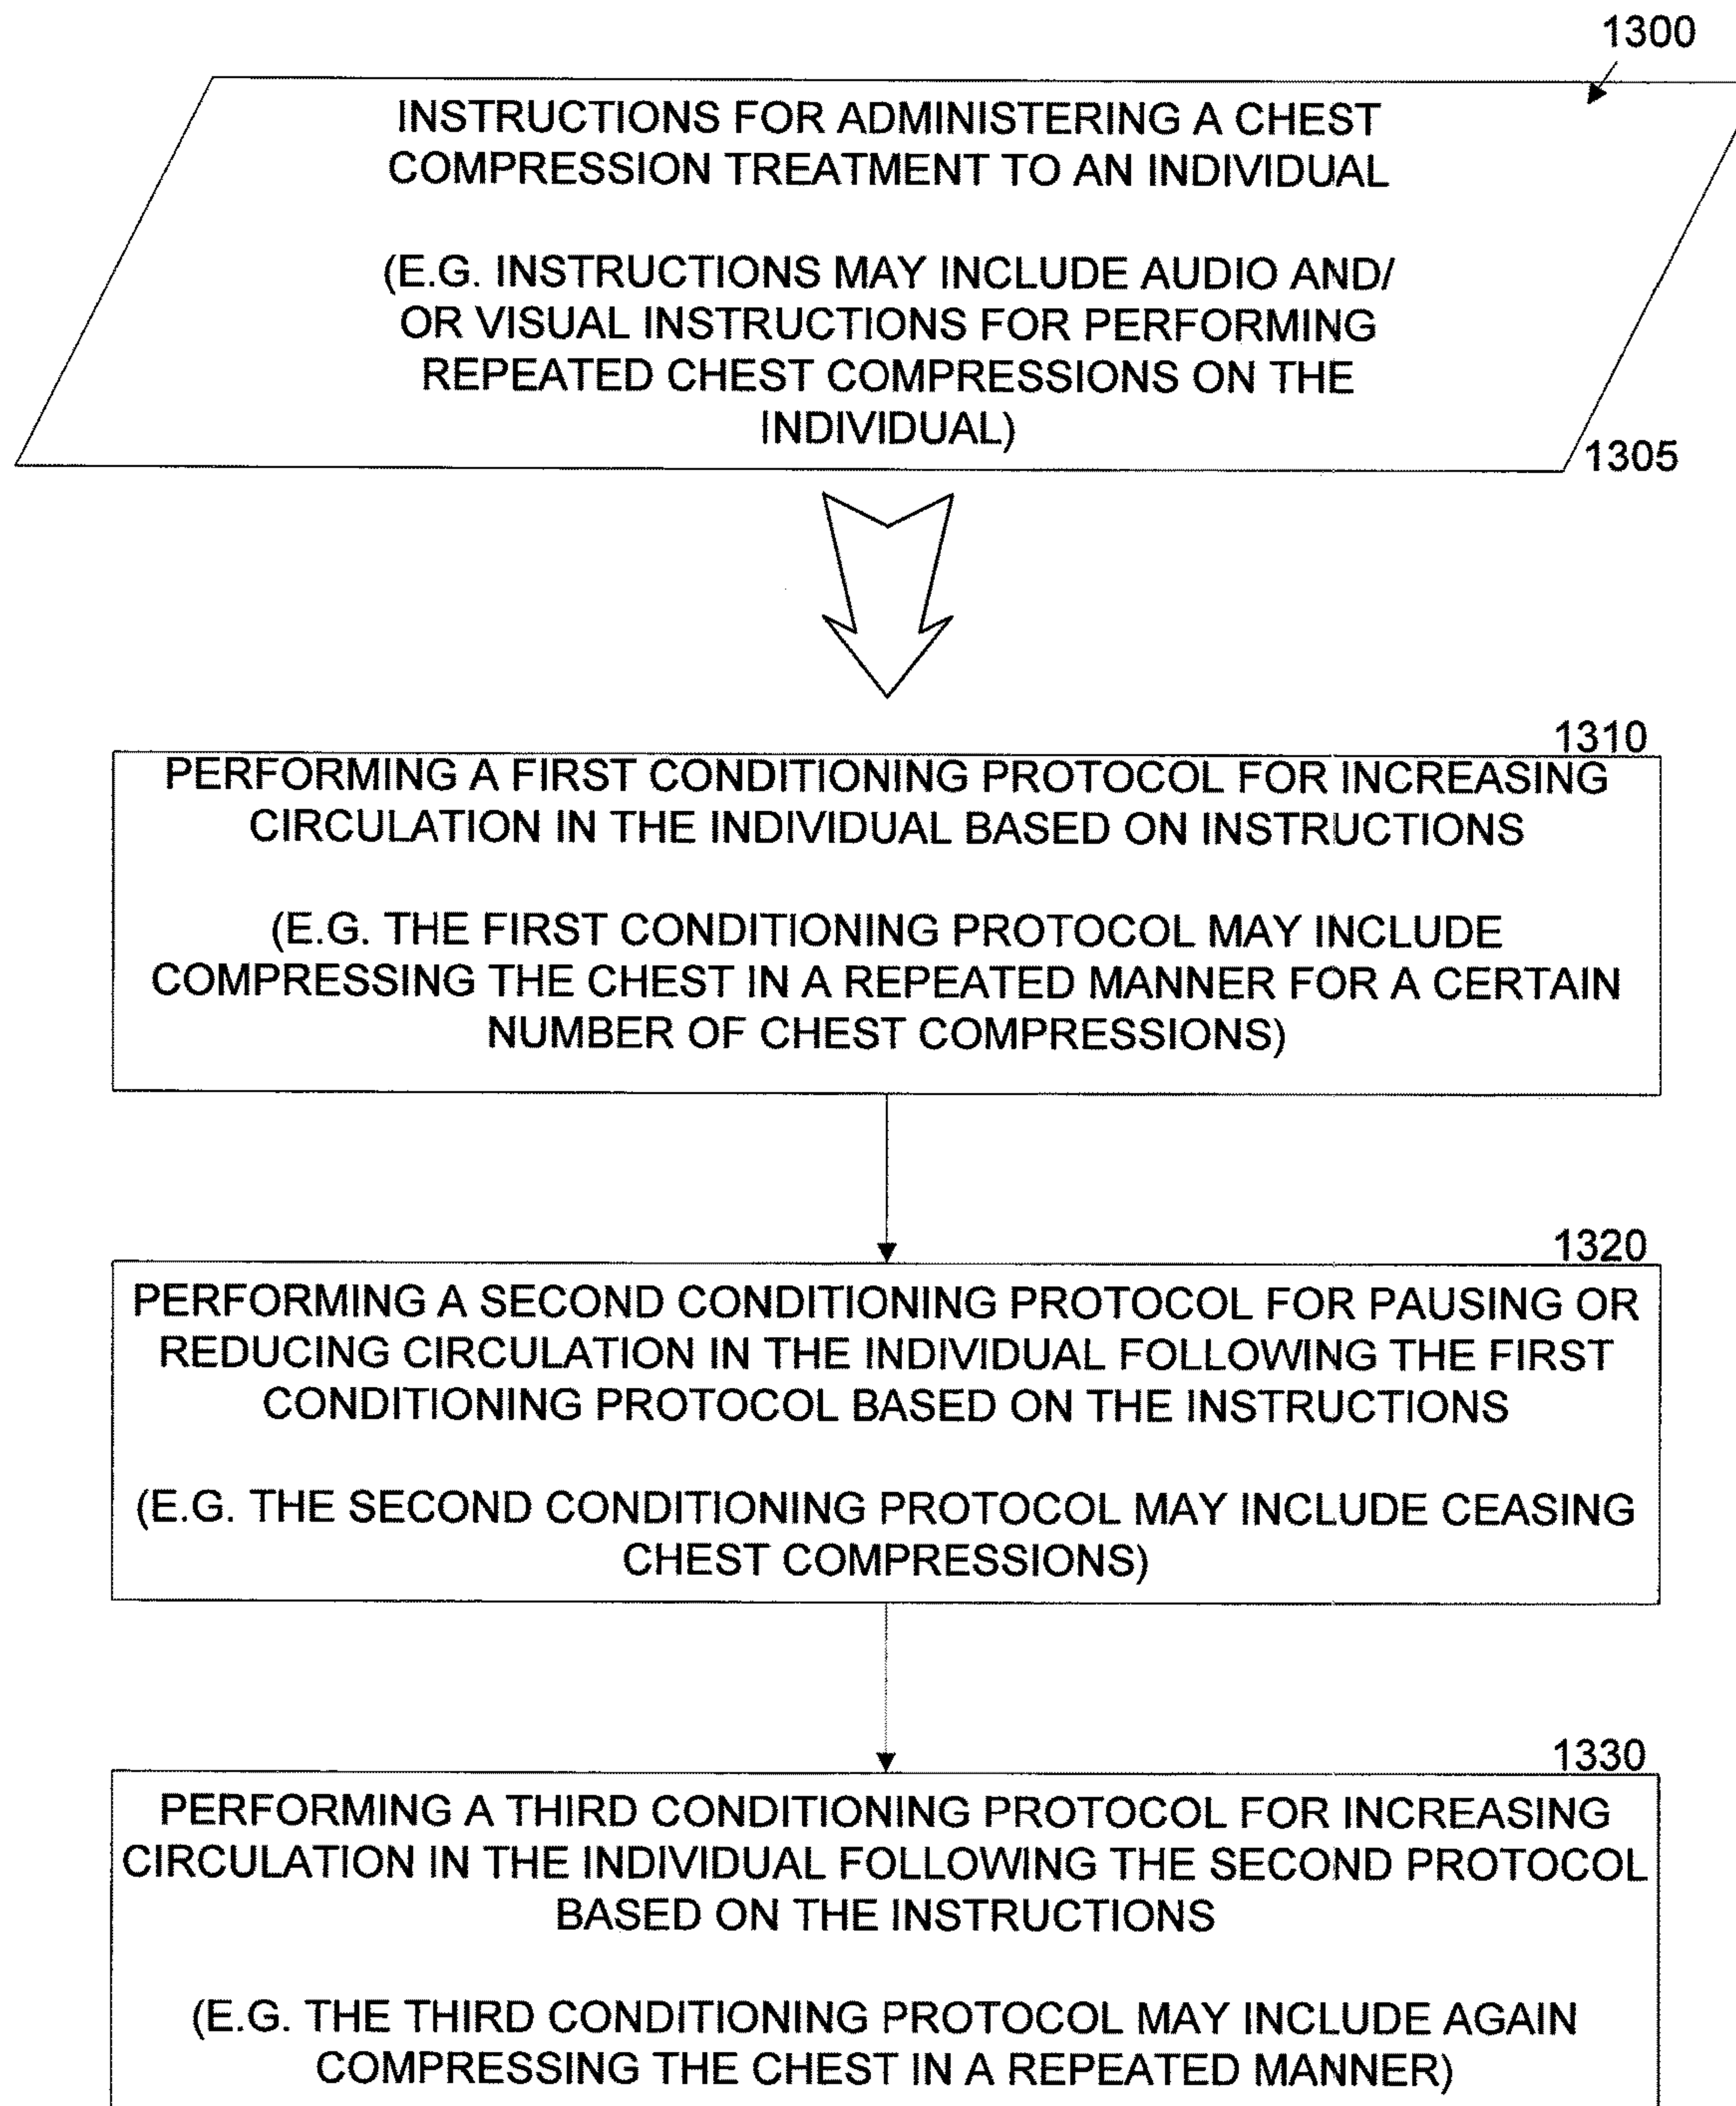 1300
INSTRUCTIONS FOR ADMINISTERING A CHEST
COMPRESSION TREATMENT TO AN INDIVIDUAL
(E.G. INSTRUCTIONS MAY INCLUDE AUDIO AND/
OR VISUAL INSTRUCTIONS FOR PERFORMING
REPEATED CHEST COMPRESSIONS ON THE
INDIVIDUAL)
1305
1310
PERFORMING A FIRST CONDITIONING PROTOCOL FOR INCREASING
CIRCULATION IN THE INDIVIDUAL BASED ON INSTRUCTIONS
(E.G. THE FIRST CONDITIONING PROTOCOL MAY INCLUDE
COMPRESSING THE CHEST IN A REPEATED MANNER FOR A CERTAIN
NUMBER OF CHEST COMPRESSIONS)
1320
PERFORMING A SECOND CONDITIONING PROTOCOL FOR PAUSING OR
REDUCING CIRCULATION IN THE INDIVIDUAL FOLLOWING THE FIRST
CONDITIONING PROTOCOL BASED ON THE INSTRUCTIONS
(E.G. THE SECOND CONDITIONING PROTOCOL MAY INCLUDE CEASING
CHEST COMPRESSIONS)
1330
PERFORMING A THIRD CONDITIONING PROTOCOL FOR INCREASING
CIRCULATION IN THE INDIVIDUAL FOLLOWING THE SECOND PROTOCOL
BASED ON THE INSTRUCTIONS
(E.G. THE THIRD CONDITIONING PROTOCOL MAY INCLUDE AGAIN
COMPRESSING THE CHEST IN A REPEATED MANNER)